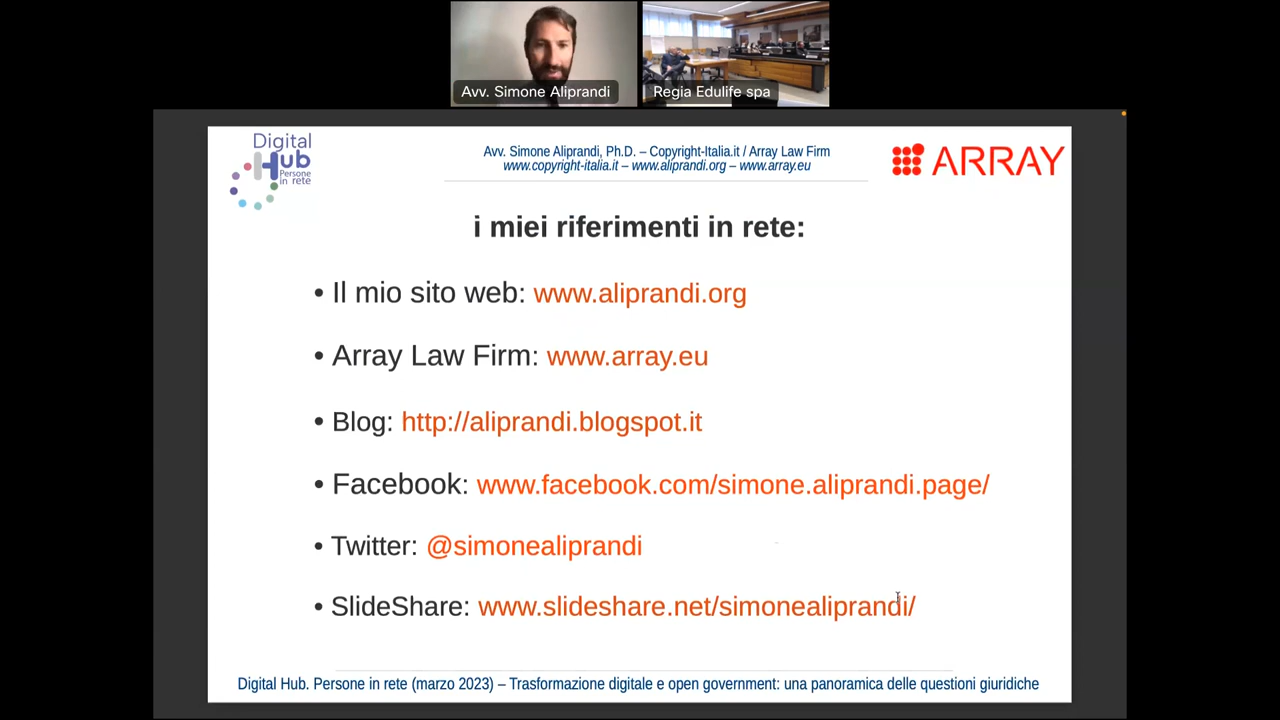 Avv. Simone Aliprandi
Regia Edulife spa
Digital
Hub
Persone
in rete
Avv. Simone Aliprandi, Ph.D. – Copyright-Italia.it / Array Law Firm
www.copyright-italia.it – www.aliprandi.org – www.array.eu
ARRAY
i miei riferimenti in rete:
• Il mio sito web: www.aliprandi.org
• Array Law Firm: www.array.eu
• Blog: http://aliprandi.blogspot.it
• Facebook: www.facebook.com/simone.aliprandi.page/
• Twitter: @simonealiprandi
• SlideShare: www.slideshare.net/simonealiprandi/
Digital Hub. Persone in rete (marzo 2023) – Trasformazione digitale e open government: una panoramica delle questioni giuridiche